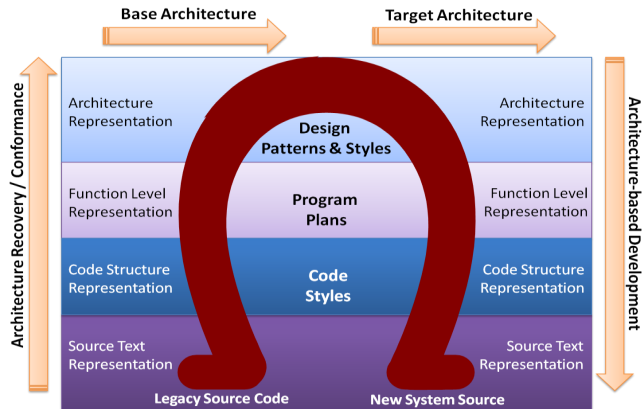 Base Architecture
Target Architecture
Architecture Recovery / Conformance
Architecture
Representation
Design
Patterns & Styles
Architecture
Representation
Function Level
Representation
Program
Plans
Function Level
Representation
Code Structure
Representation
Code
Styles
Code Structure
Representation
Source Text
Representation
Source Text
Representation
Legacy Source Code
New System Source
Architecture-based Development